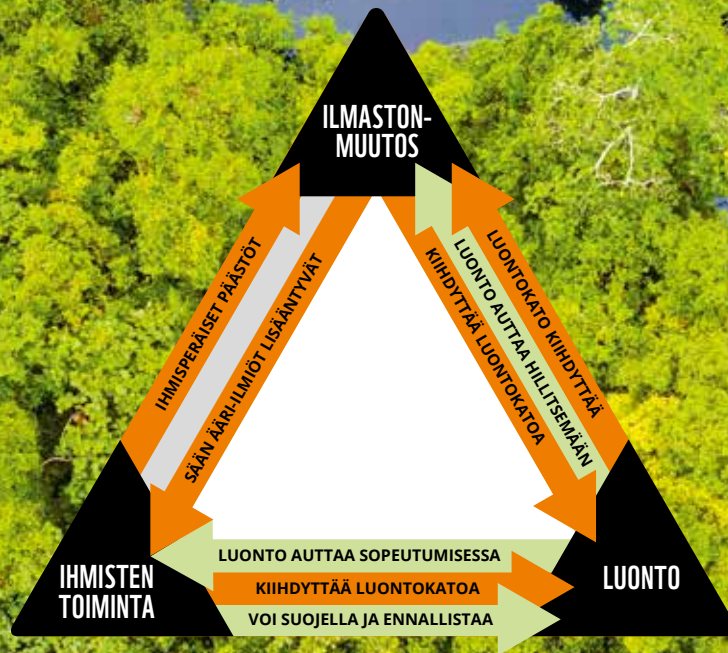 ILMASTON-
MUUTOS
IHMISPERÄISET PÄÄSTÖT
SÄÄN ÄÄRI-ILMIÖT LISÄÄNTYVÄT
KIIHDYTTÄÄ LUONTOKATOA
LUONTO AUTTAA HILLITSEMÄÄN
LUONTOKATO KIIHDYTTÄÄ
IHMISTEN
TOIMINTA
LUONTO AUTTAA SOPEUTUMISESSA
KIIHDYTTÄÄ LUONTOKATOA
VOI SUOJELLA JA ENNALLISTAA
LUONTO